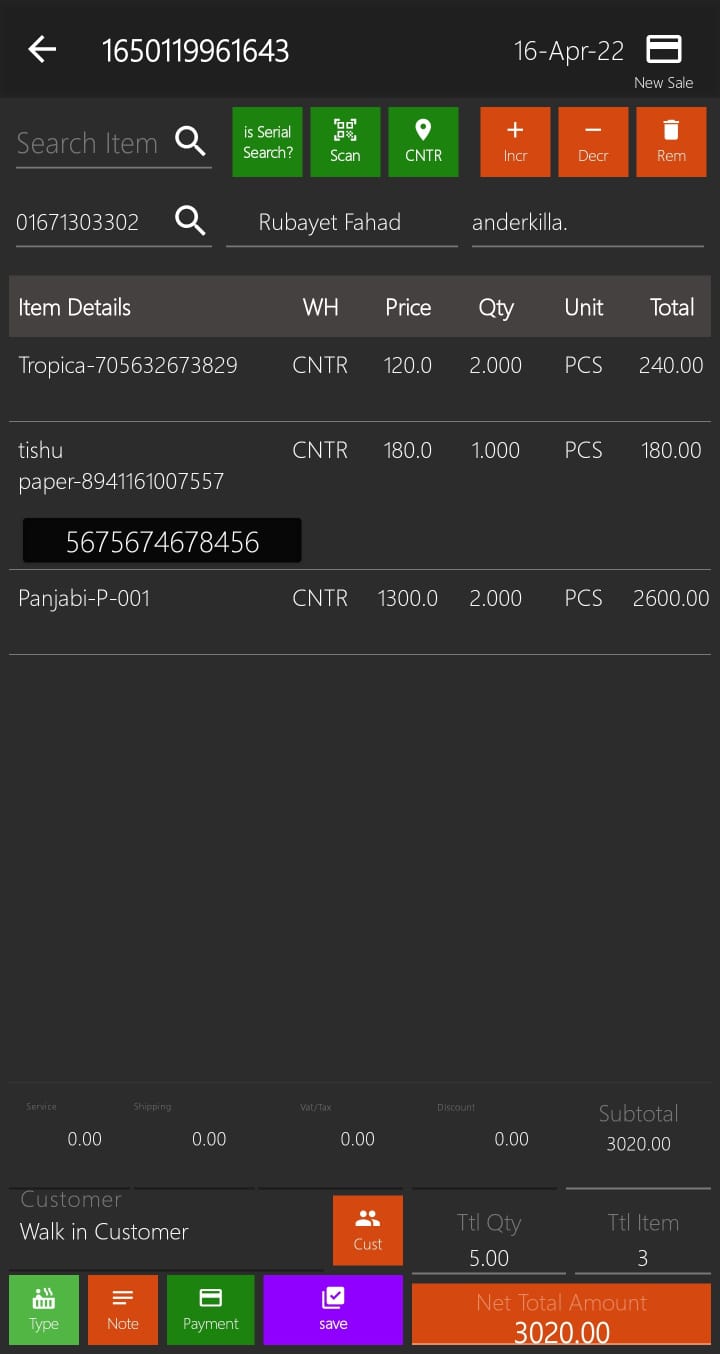 1650119961643 16-Apr-22
New Sale
Search Item is Serial Search? Scan CNTR Incr Decr Rem
01671303302 Rubayet Fahad anderkilla.
Item Details WH Price Qty Unit Total
Tropica-705632673829 CNTR 120.0 2.000 PCS 240.00
tishu CNTR 180.0 1.000 PCS 180.00
paper-8941161007557
5675674678456
Panjabi-P-001 CNTR 1300.0 2.000 PCS 2600.00
Service Shipping Vat/Tax Discount Subtotal
0.00 0.00 0.00 0.00 3020.00
Customer
Walk in Customer Cust
Ttl Qty Ttl Item
5.00 3
Type Note Payment save
Net Total Amount
3020.00